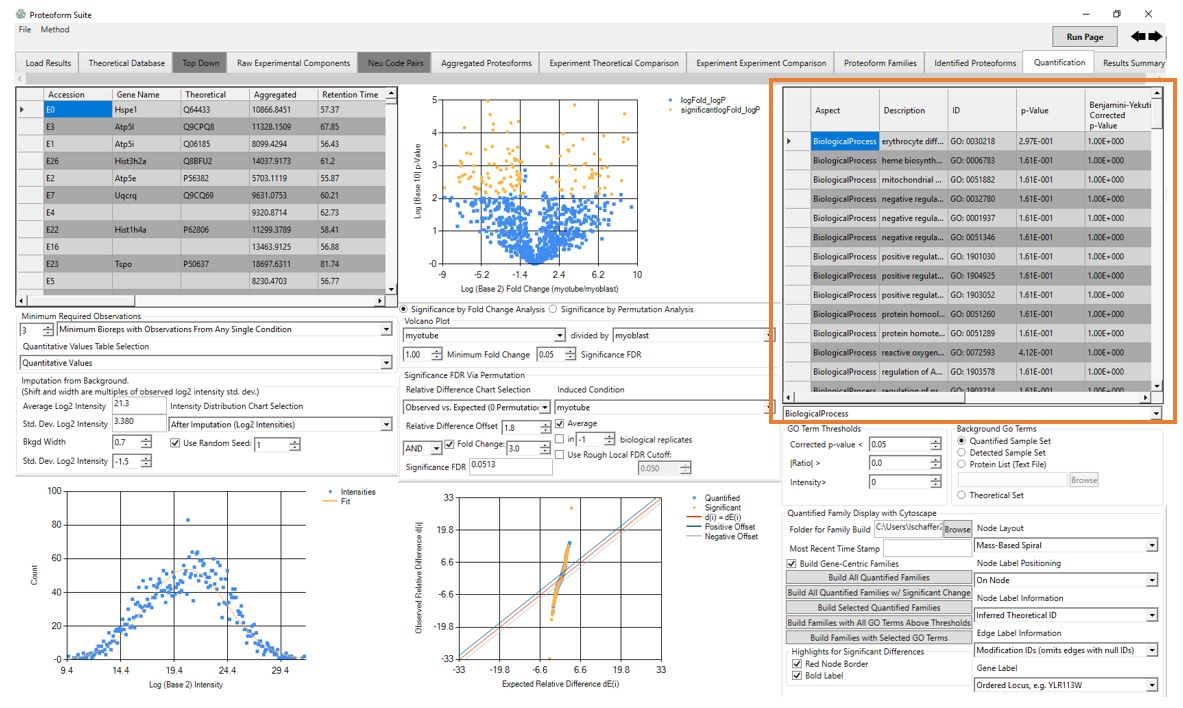 Proteoform Suite
File Method
Run Page
Load Results Theoretical Database Top Down Raw Experimental Components Neu Code Pairs Aggregated Proteoforms Experiment Theoretical Comparison Experiment Experiment Comparison Proteoform Families Identified Proteoforms Quantification Results Summary
Accession Gene Name Theoretical Aggregated Retention Time
E0 Hspe1 Q64433 10866.8451 57.37
E3 Atp5l Q9CPQ8 11328.1509 67.85
E1 Atp5i Q06185 8099.4294 56.43
E26 Hist3h2a Q8BFU2 14037.9173 61.2
E2 Atp5e P56382 5703.1119 55.87
E7 Uqcrq Q9CQ69 9631.0753 60.21
E4 9320.8714 62.73
E22 Hist1h4a P62806 11299.3789 58.41
E16 13463.9125 56.88
E23 Tspo P50637 18697.6311 81.74
E5 8230.4703 56.77
Log (Base 10) p-Value
5
4
3
2
1
-0
-9 -5.2 -1.4 2.4 6.2 10
Log (Base 2) Fold Change (myotube/myoblast)
logFold_logP
significantlogFold_logP
Aspect Description ID p-Value Benjamini-Yekuti
Corrected
p-Value
BiologicalProcess erythrocyte diff... GO: 0030218 2.97E-001 1.00E+000
BiologicalProcess heme biosynth... GO: 0006783 1.61E-001 1.00E+000
BiologicalProcess mitochondrial ... GO: 0051882 1.61E-001 1.00E+000
BiologicalProcess negative regula... GO: 0032780 1.61E-001 1.00E+000
BiologicalProcess negative regula... GO: 0001937 1.61E-001 1.00E+000
BiologicalProcess negative regula... GO: 0051346 1.61E-001 1.00E+000
BiologicalProcess positive regulat... GO: 1901030 1.61E-001 1.00E+000
BiologicalProcess positive regulat... GO: 1904925 1.61E-001 1.00E+000
BiologicalProcess positive regulat... GO: 1903052 1.61E-001 1.00E+000
BiologicalProcess protein homool... GO: 0051260 1.61E-001 1.00E+000
BiologicalProcess protein homote... GO: 0051289 1.61E-001 1.00E+000
BiologicalProcess reactive oxygen... GO: 0072593 4.12E-001 1.00E+000
BiologicalProcess regulation of A... GO: 1903578 1.61E-001 1.00E+000
BiologicalProcess regulation of pr... GO: 1903214 1.61E-001 1.00E+000
BiologicalProcess
Minimum Required Observations
3 Minimum Bioreps with Observations From Any Single Condition
Quantitative Values Table Selection
Quantitative Values
Imputation from Background.
(Shift and width are multiples of observed log2 intensity std. dev.)
Average Log2 Intensity 21.3 Intensity Distribution Chart Selection
Std. Dev. Log2 Intensity 3.380 After Imputation (Log2 Intensities)
Bkgd Width 0.7 Use Random Seed: 1
Std. Dev. Log2 Intensity -1.5
Significance by Fold Change Analysis Significance by Permutation Analysis
Volcano Plot
myotube divided by myoblast
1.00 Minimum Fold Change 0.05 Significance FDR
Significance FDR Via Permutation
Relative Difference Chart Selection Induced Condition
Observed vs. Expected (0 Permutation myotube
Relative Difference Offset 1.8 Average
in -1 biological replicates
AND Fold Change: 3.0 Use Rough Local FDR Cutoff:
Significance FDR 0.0513 0.050
GO Term Thresholds
Corrected p-value < 0.05
|Ratio| > 0.0
Intensity> 0
Background Go Terms
Quantified Sample Set
Detected Sample Set
Protein List (Text File)
Browse
Theoretical Set
Count
100
80
60
40
20
-0
9.4 14.4 19.4 24.4 29.4
Log (Base 2) Intensity
Intensities
Fit
Observed Relative Difference d(i)
33
19.8
6.6
-6.6
-19.8
-33
-33 -19.8 -6.6 6.6 19.8 33
Expected Relative Difference dE(i)
Quantified
Significant
d(i) = dE(i)
Positive Offset
Negative Offset
Quantified Family Display with Cytoscape
Folder for Family Build C:\Users\lschaffer2 Browse
Most Recent Time Stamp
Build Gene-Centric Families
Build All Quantified Families
Build All Quantified Families w/ Significant Change
Build Selected Quantified Families
Build Families with All GO Terms Above Thresholds
Build Families with Selected GO Terms
Highlights for Significant Differences
Red Node Border
Bold Label
Node Layout
Mass-Based Spiral
Node Label Positioning
On Node
Node Label Information
Inferred Theoretical ID
Edge Label Information
Modification IDs (omits edges with null IDs)
Gene Label
Ordered Locus, e.g. YLR113W